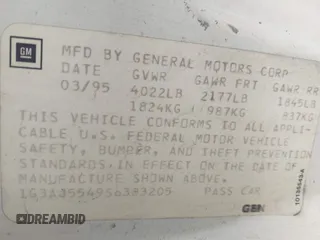 GM
MFD BY GENERAL MOTORS CORP
DATE GVWR GAWR FRT GAWR RR
03/95 4022LB 2177LB 1845LB
1824KG 987KG 837KG
THIS VEHICLE CONFORMS TO ALL APPLI-
CABLE U.S. FEDERAL MOTOR VEHICLE
SAFETY, BUMPER, AND THEFT PREVENTION
STANDARDS IN EFFECT ON THE DATE OF
MANUFACTURE SHOWN ABOVE.
PASS CAR
GEN
DREAMBID